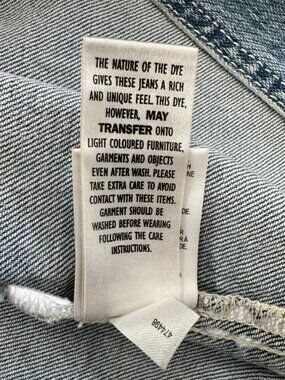 THE NATURE OF THE DYE
GIVES THESE JEANS A RICH
AND UNIQUE FEEL. THIS DYE,
HOWEVER, MAY
TRANSFER ONTO
LIGHT COLOURED FURNITURE,
GARMENTS AND OBJECTS
EVEN AFTER WASH. PLEASE
TAKE EXTRA CARE TO AVOID
CONTACT WITH THESE ITEMS.
GARMENT SHOULD BE
WASHED BEFORE WEARING
FOLLOWING THE CARE
INSTRUCTIONS.